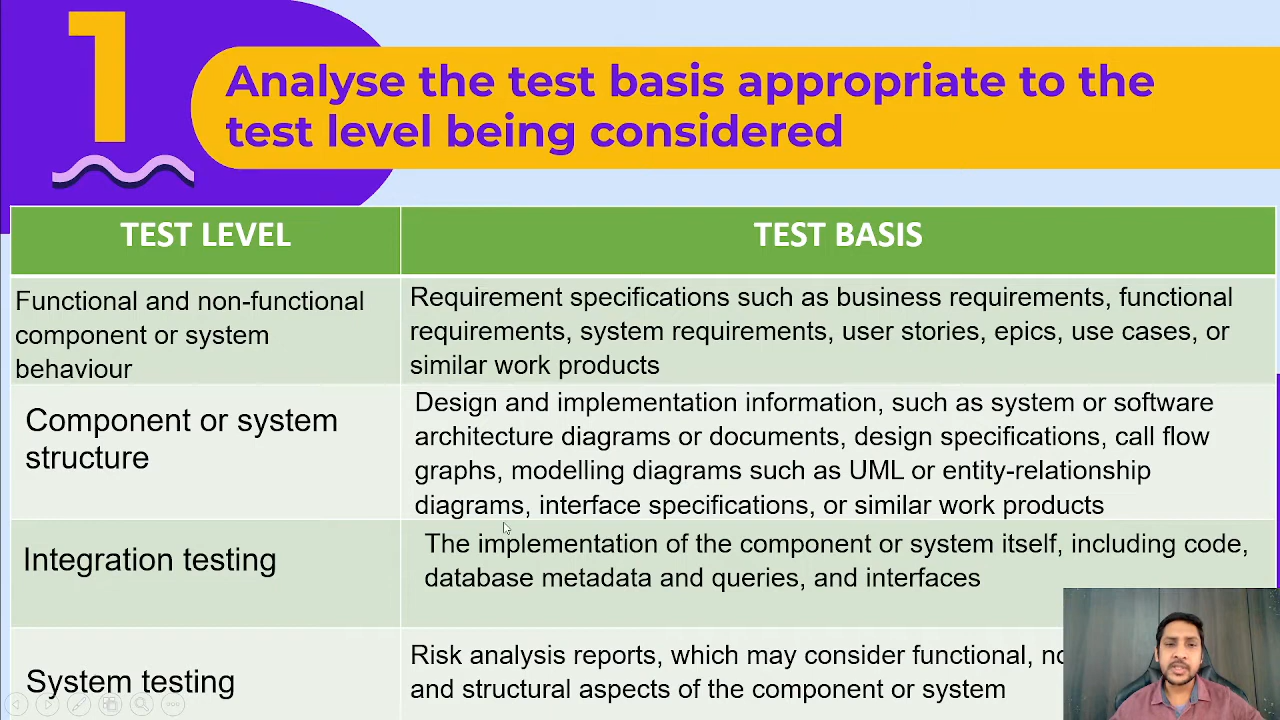 1
Analyse the test basis appropriate to the
test level being considered
TEST LEVEL
TEST BASIS
Functional and non-functional
component or system
behaviour
Requirement specifications such as business requirements, functional
requirements, system requirements, user stories, epics, use cases, or
similar work products
Component or system
structure
Design and implementation information, such as system or software
architecture diagrams or documents, design specifications, call flow
graphs, modelling diagrams such as UML or entity-relationship
diagrams, interface specifications, or similar work products
Integration testing
The implementation of the component or system itself, including code,
database metadata and queries, and interfaces
System testing
Risk analysis reports, which may consider functional,
and structural aspects of the component or system